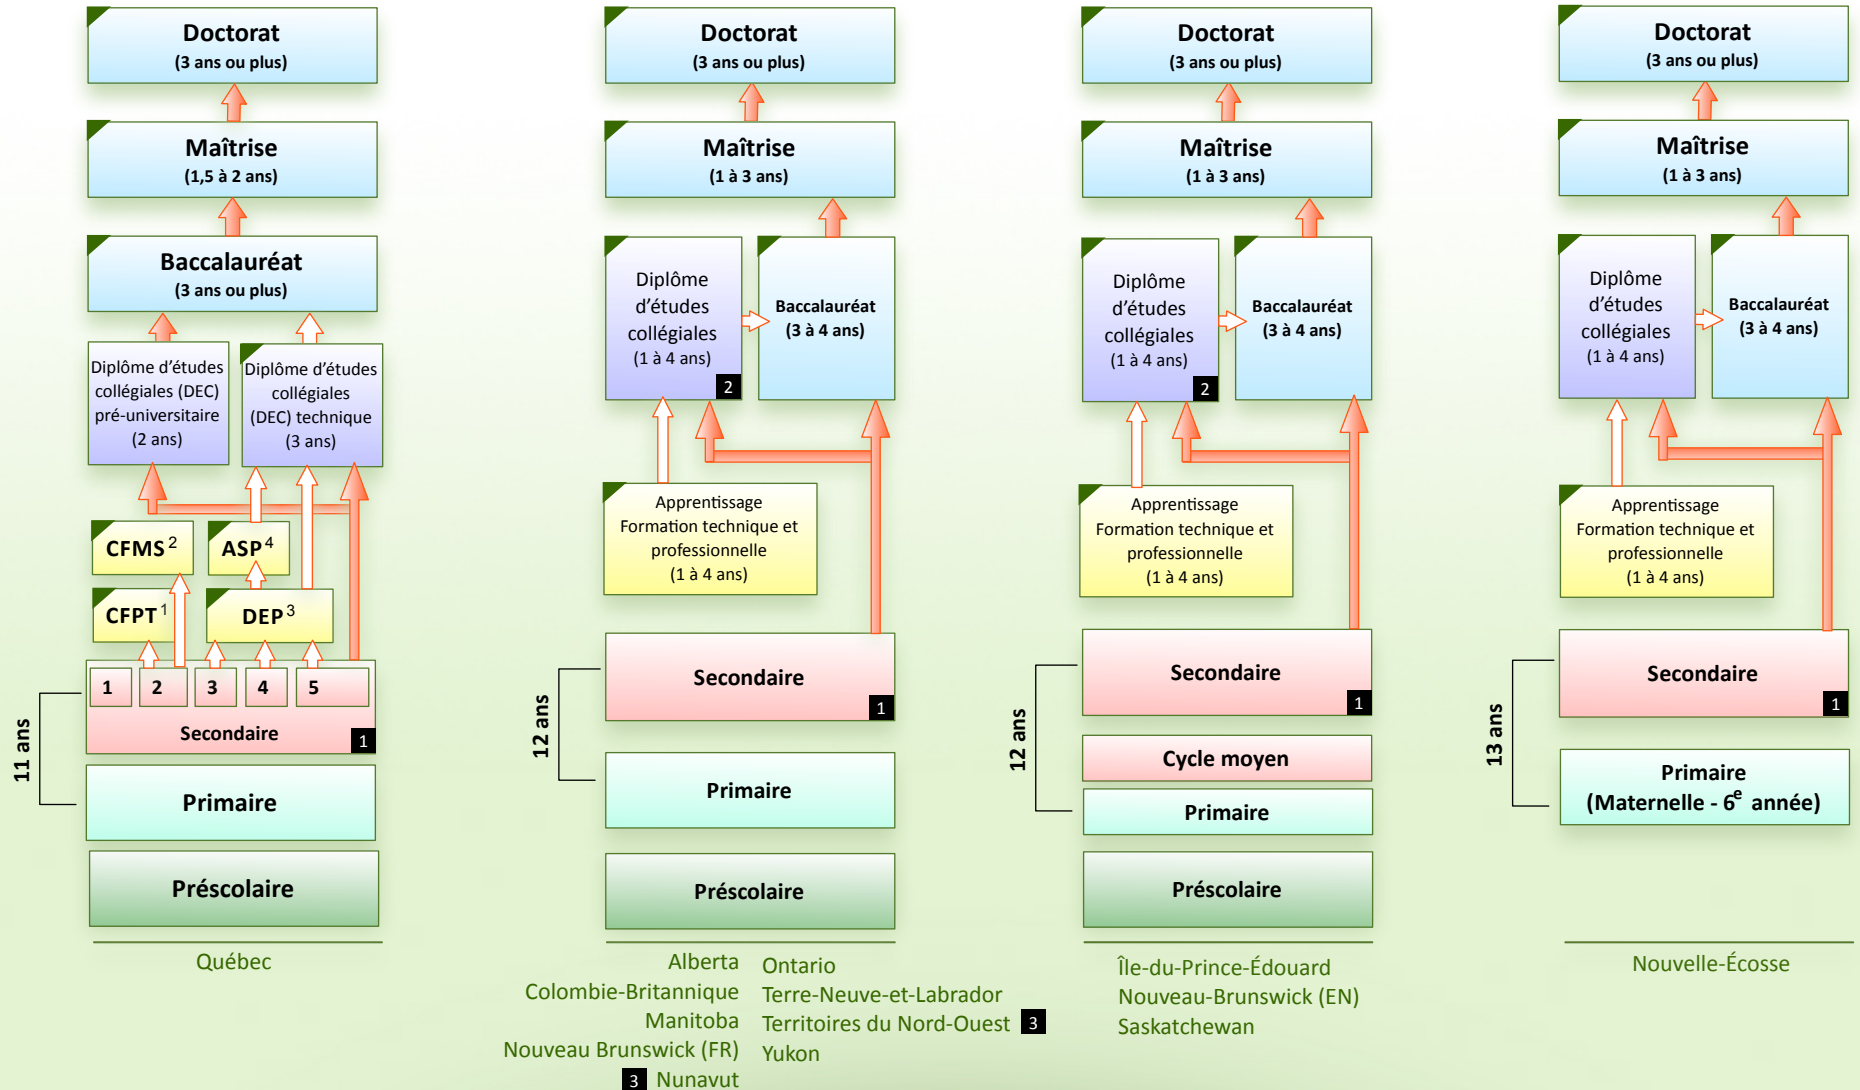 Doctorat
(3 ans ou plus)
Maîtrise
(1,5 à 2 ans)
Baccalauréat
(3 ans ou plus)
Diplôme d’études
collégiales (DEC)
pré-universitaire
(2 ans)
Diplôme d’études
collégiales
(DEC) technique
(3 ans)
CFMS 2
ASP 4
CFPT 1
DEP 3
1 2 3 4 5
Secondaire
1
11 ans
Primaire
Préscolaire
Québec
Doctorat
(3 ans ou plus)
Maîtrise
(1 à 3 ans)
Diplôme
d’études
collégiales
(1 à 4 ans)
2
Baccalauréat
(3 à 4 ans)
Apprentissage
Formation technique et
professionnelle
(1 à 4 ans)
Secondaire
1
12 ans
Primaire
Préscolaire
Alberta
Colombie-Britannique
Manitoba
Nouveau Brunswick (FR)
3 Nunavut
Ontario
Terre-Neuve-et-Labrador
Territoires du Nord-Ouest 3
Yukon
Doctorat
(3 ans ou plus)
Maîtrise
(1 à 3 ans)
Diplôme
d’études
collégiales
(1 à 4 ans)
2
Baccalauréat
(3 à 4 ans)
Apprentissage
Formation technique et
professionnelle
(1 à 4 ans)
Secondaire
1
12 ans
Cycle moyen
Primaire
Préscolaire
Île-du-Prince-Édouard
Nouveau-Brunswick (EN)
Saskatchewan
Doctorat
(3 ans ou plus)
Maîtrise
(1 à 3 ans)
Diplôme
d’études
collégiales
(1 à 4 ans)
Baccalauréat
(3 à 4 ans)
Apprentissage
Formation technique et
professionnelle
(1 à 4 ans)
Secondaire
1
13 ans
Primaire
(Maternelle - 6e année)
Nouvelle-Écosse